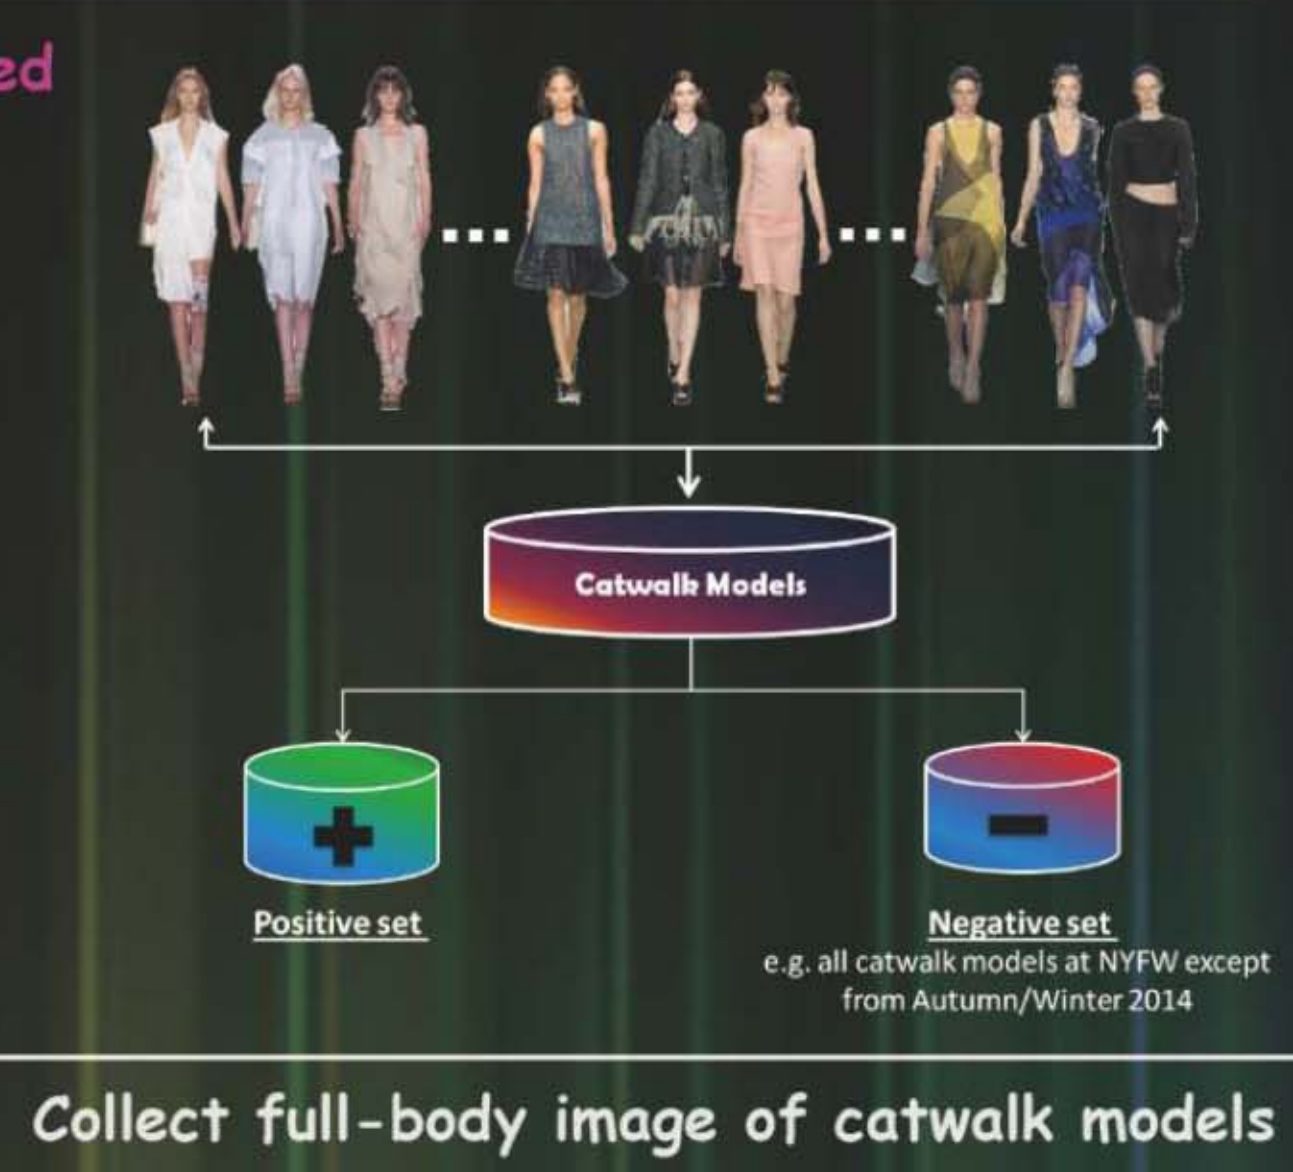 ed
Catwalk Models
Positive set
Negative set
e.g. all catwalk models at NYFW except
from Autumn/Winter 2014
Collect full-body image of catwalk models